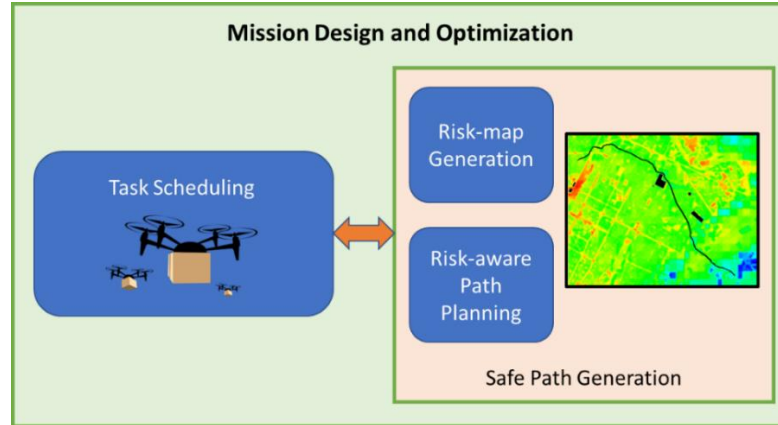 Mission Design and Optimization
Task Scheduling
Risk-map
Generation
Risk-aware
Path
Planning
Safe Path Generation